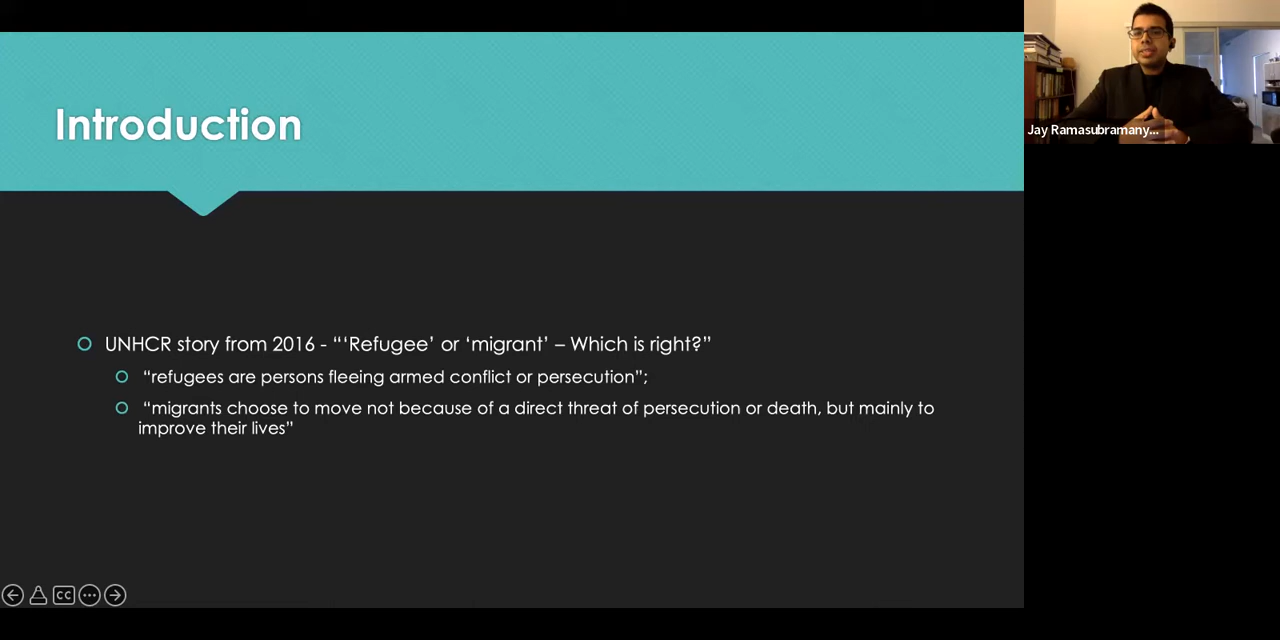 Introduction
UNHCR story from 2016 - “‘Refugee’ or ‘migrant’ – Which is right?”
“refugees are persons fleeing armed conflict or persecution”;
“migrants choose to move not because of a direct threat of persecution or death, but mainly to
improve their lives”
Jay Ramasubramany...
CC